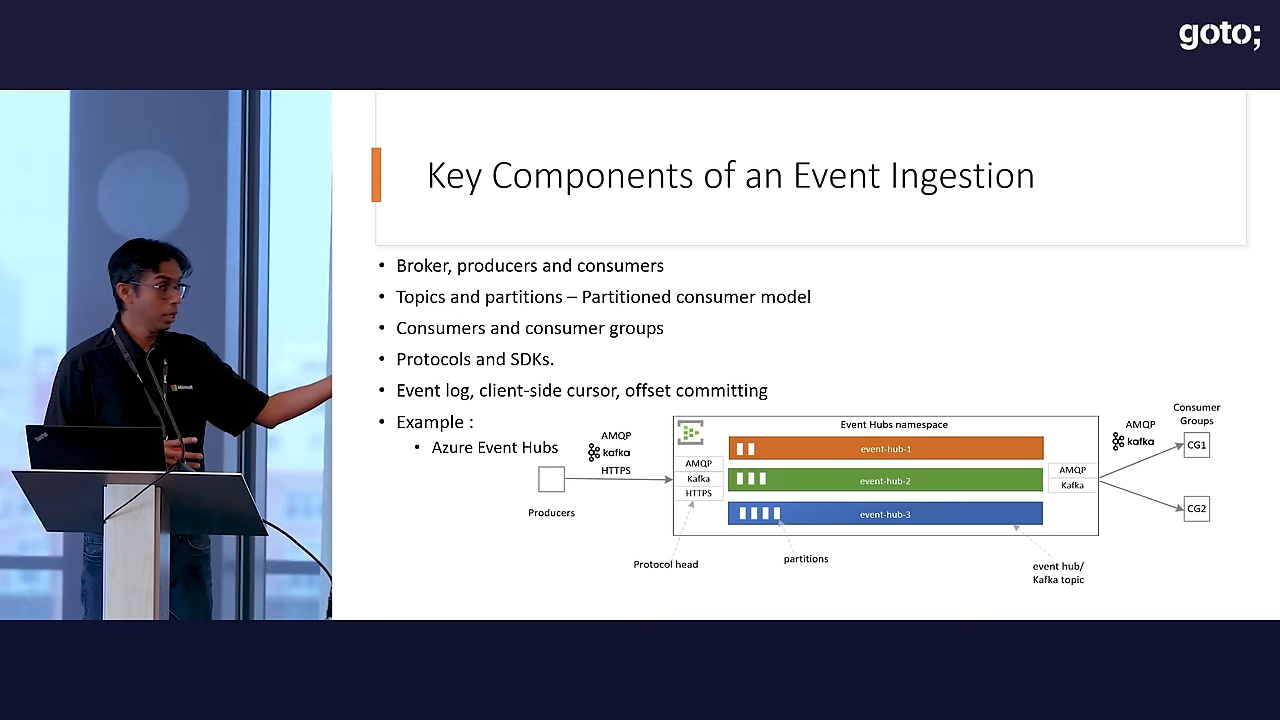 goto;
Key Components of an Event Ingestion
• Broker, producers and consumers
• Topics and partitions – Partitioned consumer model
• Consumers and consumer groups
• Protocols and SDKs.
• Event log, client-side cursor, offset committing
• Example :
• Azure Event Hubs
AMQP
kafka
HTTPS
Producers
Event Hubs namespace
AMQP
Kafka
HTTPS
event-hub-1
event-hub-2
event-hub-3
AMQP
Kafka
Protocol head
partitions
event hub/
Kafka topic
AMQP
kafka
Consumer
Groups
CG1
CG2
Microsoft
ThinkPad